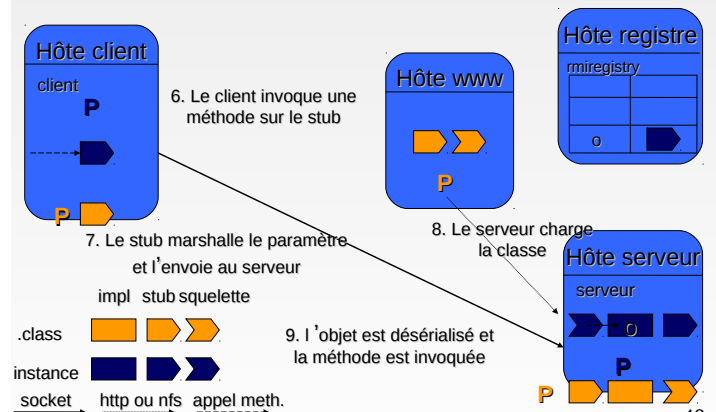 Hôte client
client
P
P
6. Le client invoque une
méthode sur le stub
Hôte www
P
Hôte registre
rmiregistry
o
7. Le stub marshalle le paramètre
et l'envoie au serveur
8. Le serveur charge
la classe
Hôte serveur
serveur
o
P
P
impl stub squelette
.class
instance
9. l 'objet est désérialisé et
la méthode est invoquée
socket http ou nfs appel meth.